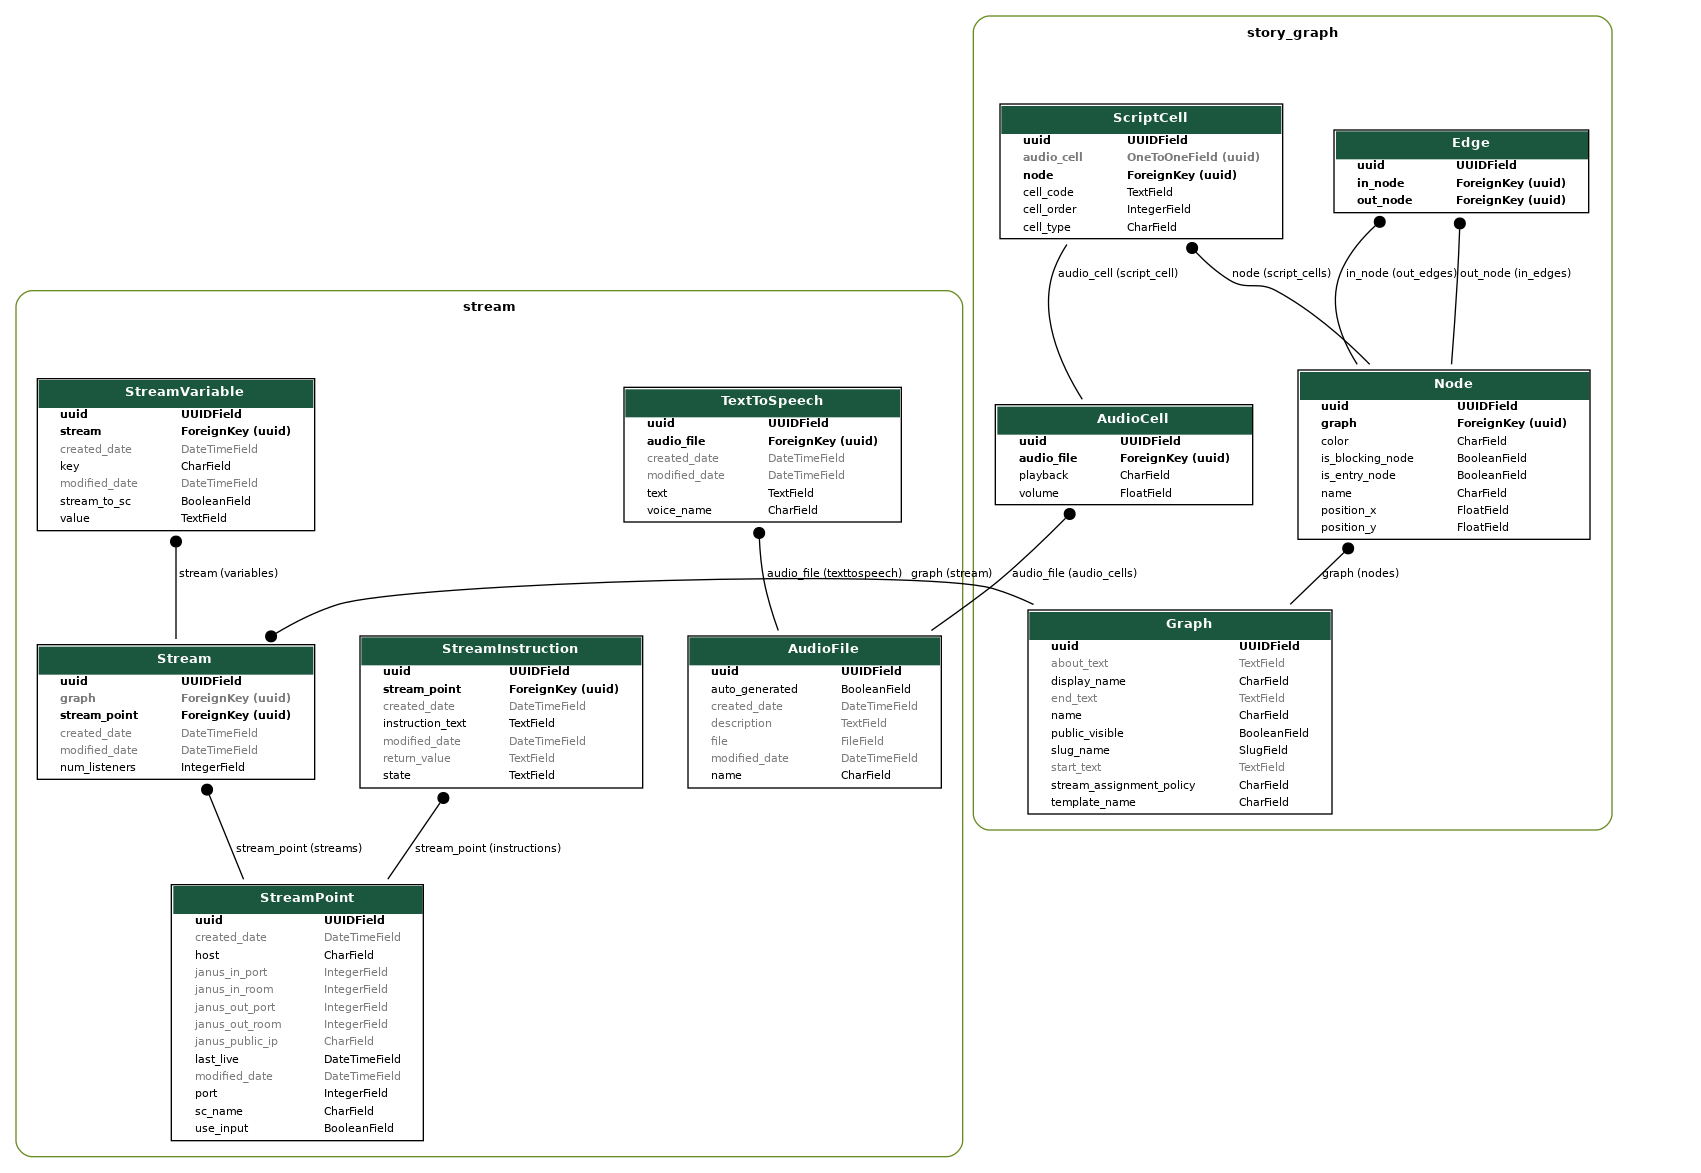 story_graph
ScriptCell
uuid UUIDField
audio_cell OneToOneField (uuid)
node ForeignKey (uuid)
cell_code TextField
cell_order IntegerField
cell_type CharField
Edge
uuid UUIDField
in_node ForeignKey (uuid)
out_node ForeignKey (uuid)
audio_cell (script_cell)
node (script_cells)
in_node (out_edges)
out_node (in_edges)
stream
StreamVariable
uuid UUIDField
stream ForeignKey (uuid)
created_date DateTimeField
key CharField
modified_date DateTimeField
stream_to_sc BooleanField
value TextField
TextToSpeech
uuid UUIDField
audio_file ForeignKey (uuid)
created_date DateTimeField
modified_date DateTimeField
text TextField
voice_name CharField
AudioCell
uuid UUIDField
audio_file ForeignKey (uuid)
playback CharField
volume FloatField
Node
uuid UUIDField
graph ForeignKey (uuid)
color CharField
is_blocking_node BooleanField
is_entry_node BooleanField
name CharField
position_x FloatField
position_y FloatField
stream (variables)
audio_file (texttospeech)
graph (stream)
audio_file (audio_cells)
graph (nodes)
Stream
uuid UUIDField
graph ForeignKey (uuid)
stream_point ForeignKey (uuid)
created_date DateTimeField
modified_date DateTimeField
num_listeners IntegerField
StreamInstruction
uuid UUIDField
stream_point ForeignKey (uuid)
created_date DateTimeField
instruction_text TextField
modified_date DateTimeField
return_value TextField
state TextField
AudioFile
uuid UUIDField
auto_generated BooleanField
created_date DateTimeField
description TextField
file FileField
modified_date DateTimeField
name CharField
Graph
uuid UUIDField
about_text TextField
display_name CharField
end_text TextField
name CharField
public_visible BooleanField
slug_name SlugField
start_text TextField
stream_assignment_policy CharField
template_name CharField
stream_point (streams)
stream_point (instructions)
StreamPoint
uuid UUIDField
created_date DateTimeField
host CharField
janus_in_port IntegerField
janus_in_room IntegerField
janus_out_port IntegerField
janus_out_room IntegerField
janus_public_ip CharField
last_live DateTimeField
modified_date DateTimeField
port IntegerField
sc_name CharField
use_input BooleanField